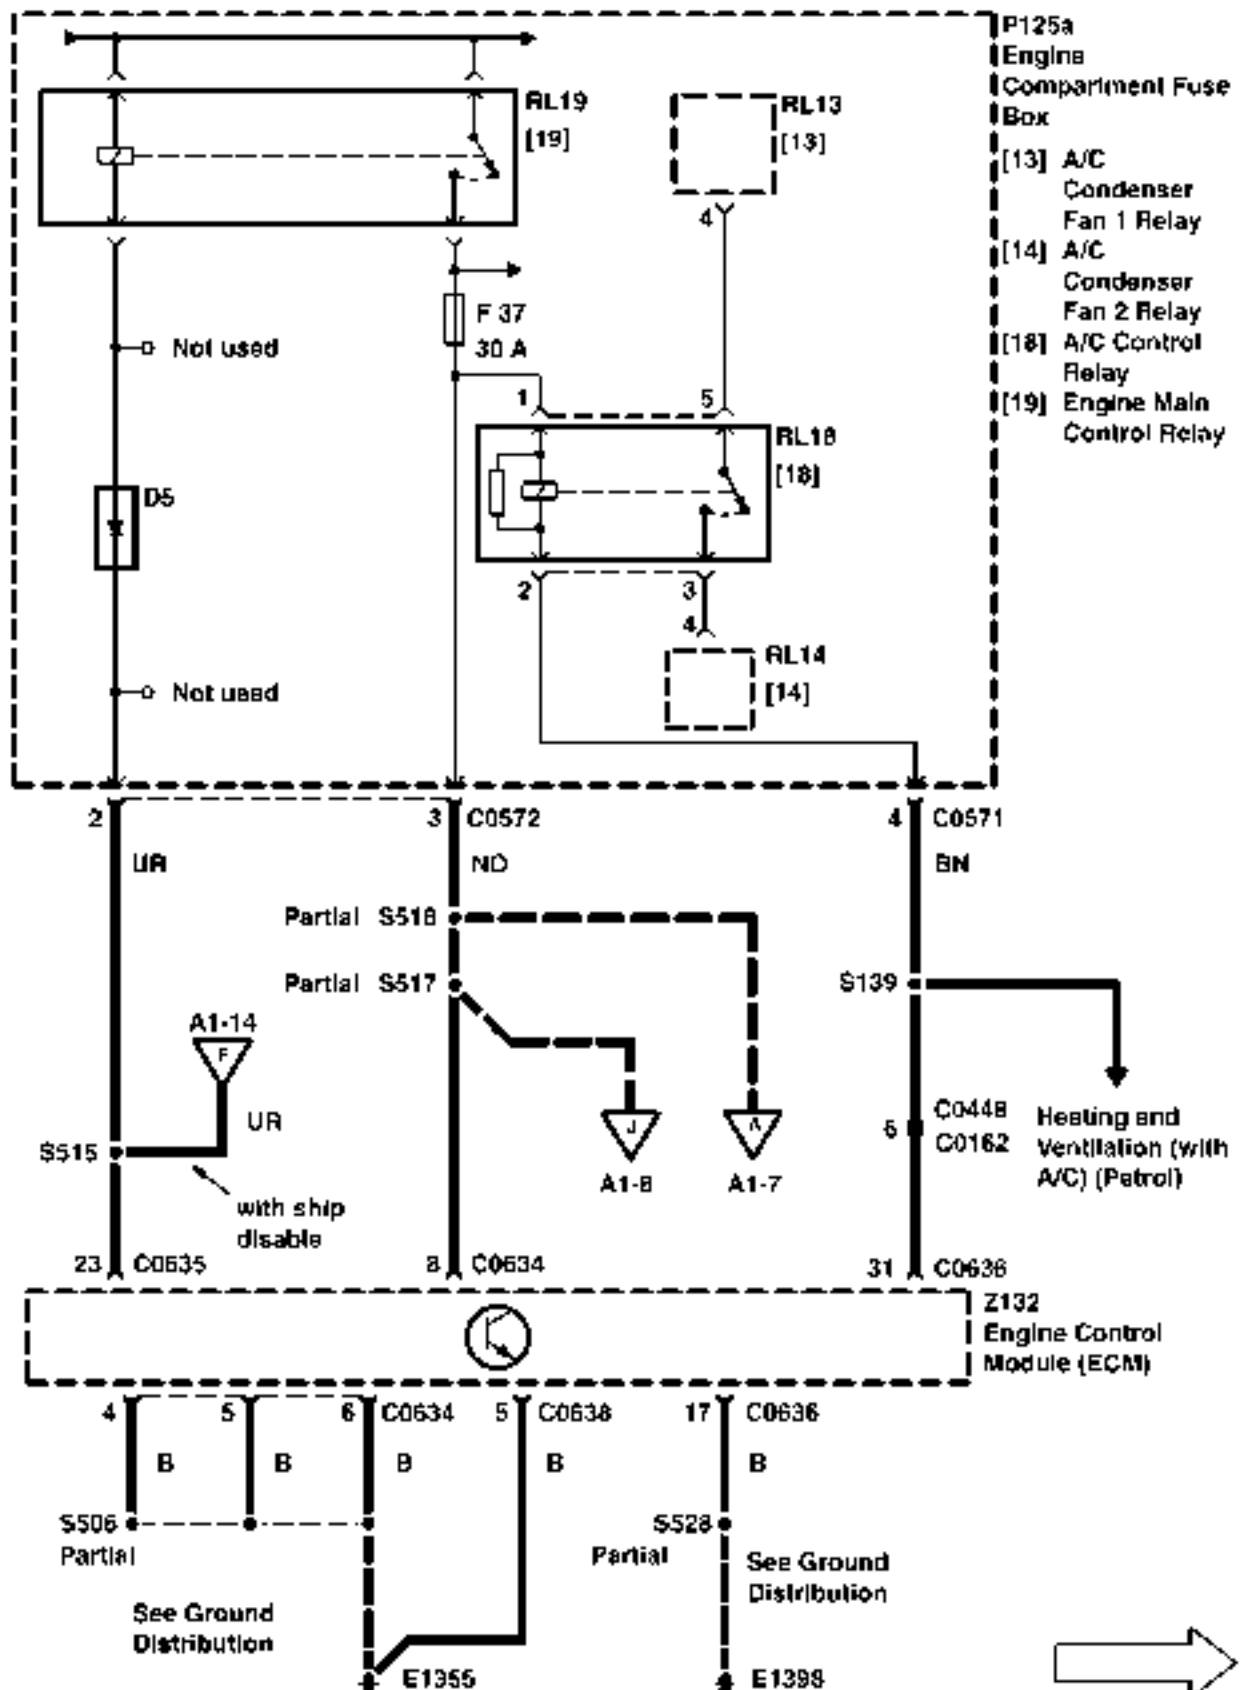 P125a
Engine
Compartment Fuse
Box
[13] A/C
Condenser
Fan 1 Relay
[14] A/C
Condenser
Fan 2 Relay
[18] A/C Control
Relay
[19] Engine Main
Control Relay
RL19
[19]
RL13
[13]
4
F 37
30 A
Not used
1
5
RL18
[18]
D5
2
3
4
RL14
[14]
Not used
2
3
C0572
4
C0571
UR
NO
BN
Partial S518
Partial S517
S139
A1-14
F
UR
J
A
C0448
C0162
Heating and
Ventilation (with
A/C) (Petrol)
S515
A1-7
with ship
disable
23
C0635
8
C0634
31
C0636
Z132
Engine Control
Module (ECM)
4
5
6
C0634
5
C0638
17
C0636
B
B
B
B
B
S506
Partial
S528
Partial
See Ground
Distribution
See Ground
Distribution
E1355
E1398